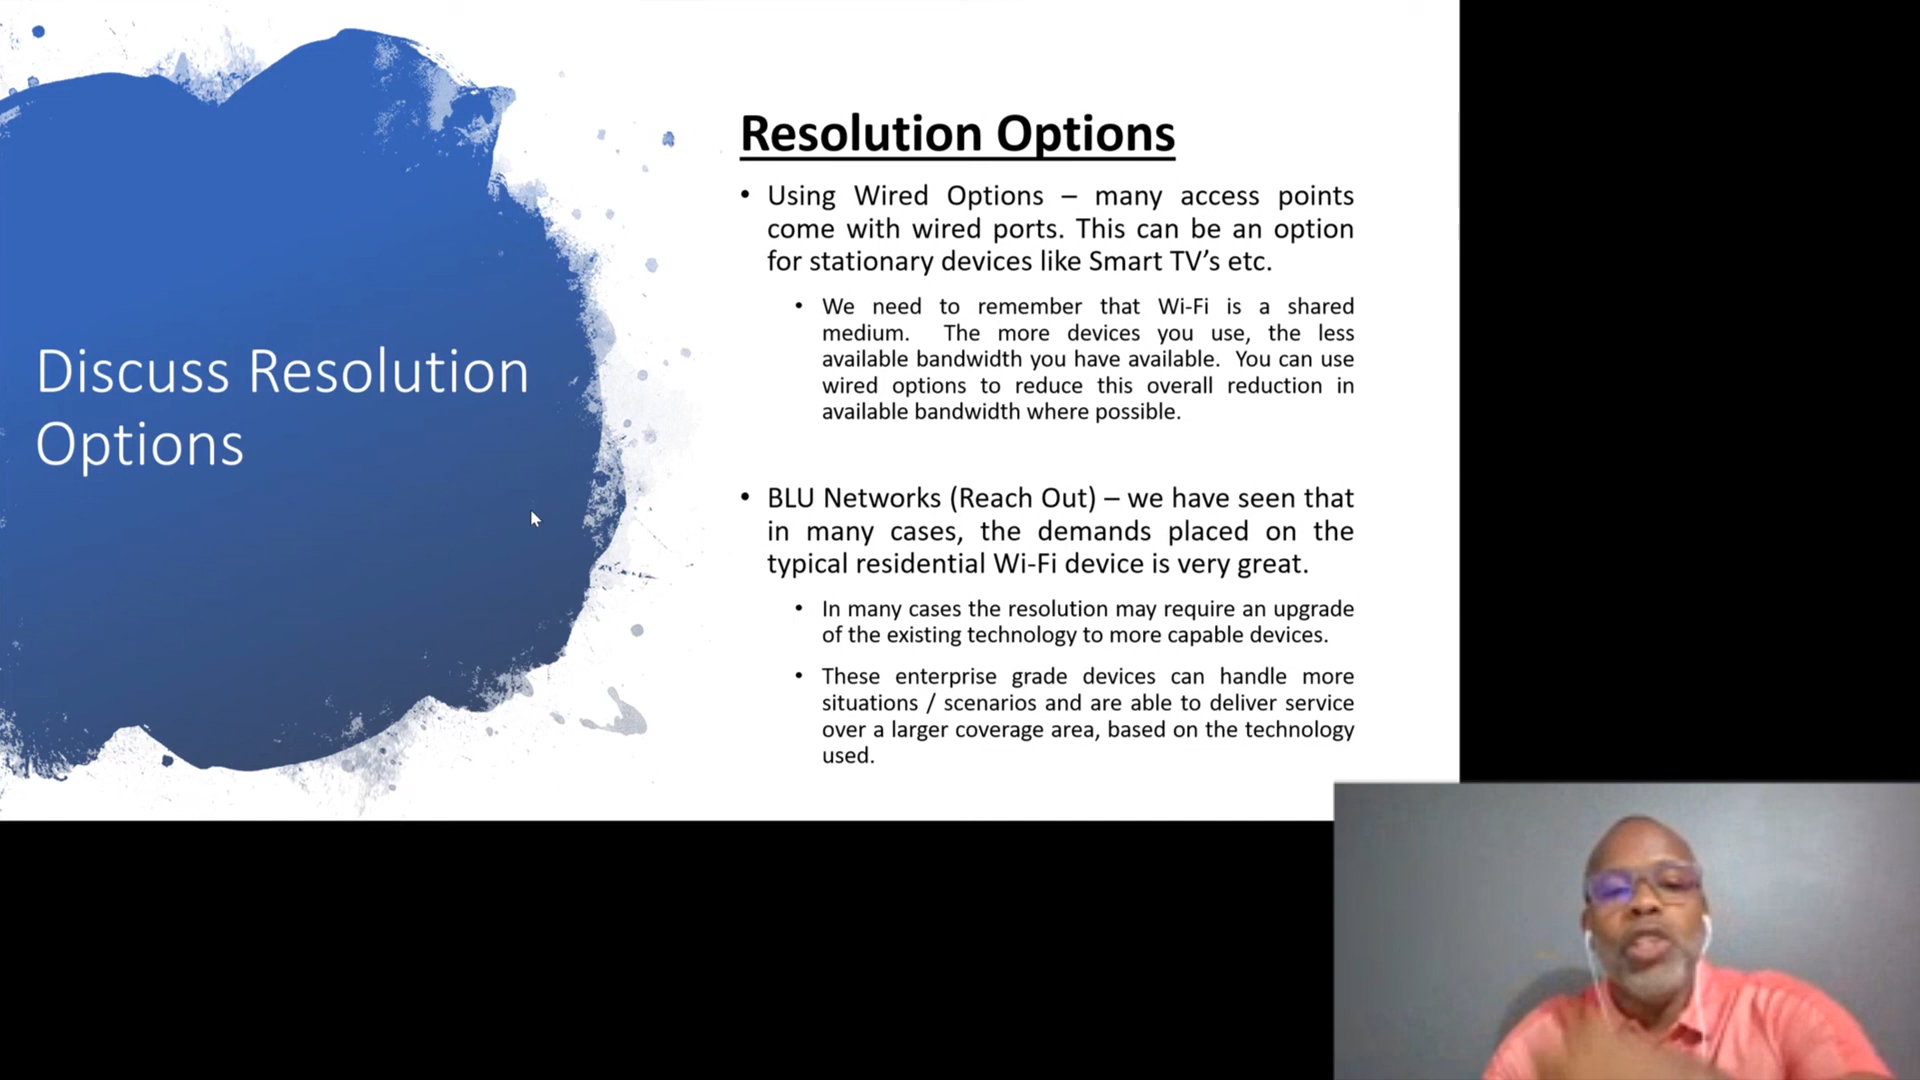 Discuss Resolution
Options
Resolution Options
• Using Wired Options – many access points
come with wired ports. This can be an option
for stationary devices like Smart TV’s etc.
• We need to remember that Wi-Fi is a shared
medium.  The more devices you use, the less
available bandwidth you have available.  You can use
wired options to reduce this overall reduction in
available bandwidth where possible.
• BLU Networks (Reach Out) – we have seen that
in many cases, the demands placed on the
typical residential Wi-Fi device is very great.
• In many cases the resolution may require an upgrade
of the existing technology to more capable devices.
• These enterprise grade devices can handle more
situations / scenarios and are able to deliver service
over a larger coverage area, based on the technology
used.